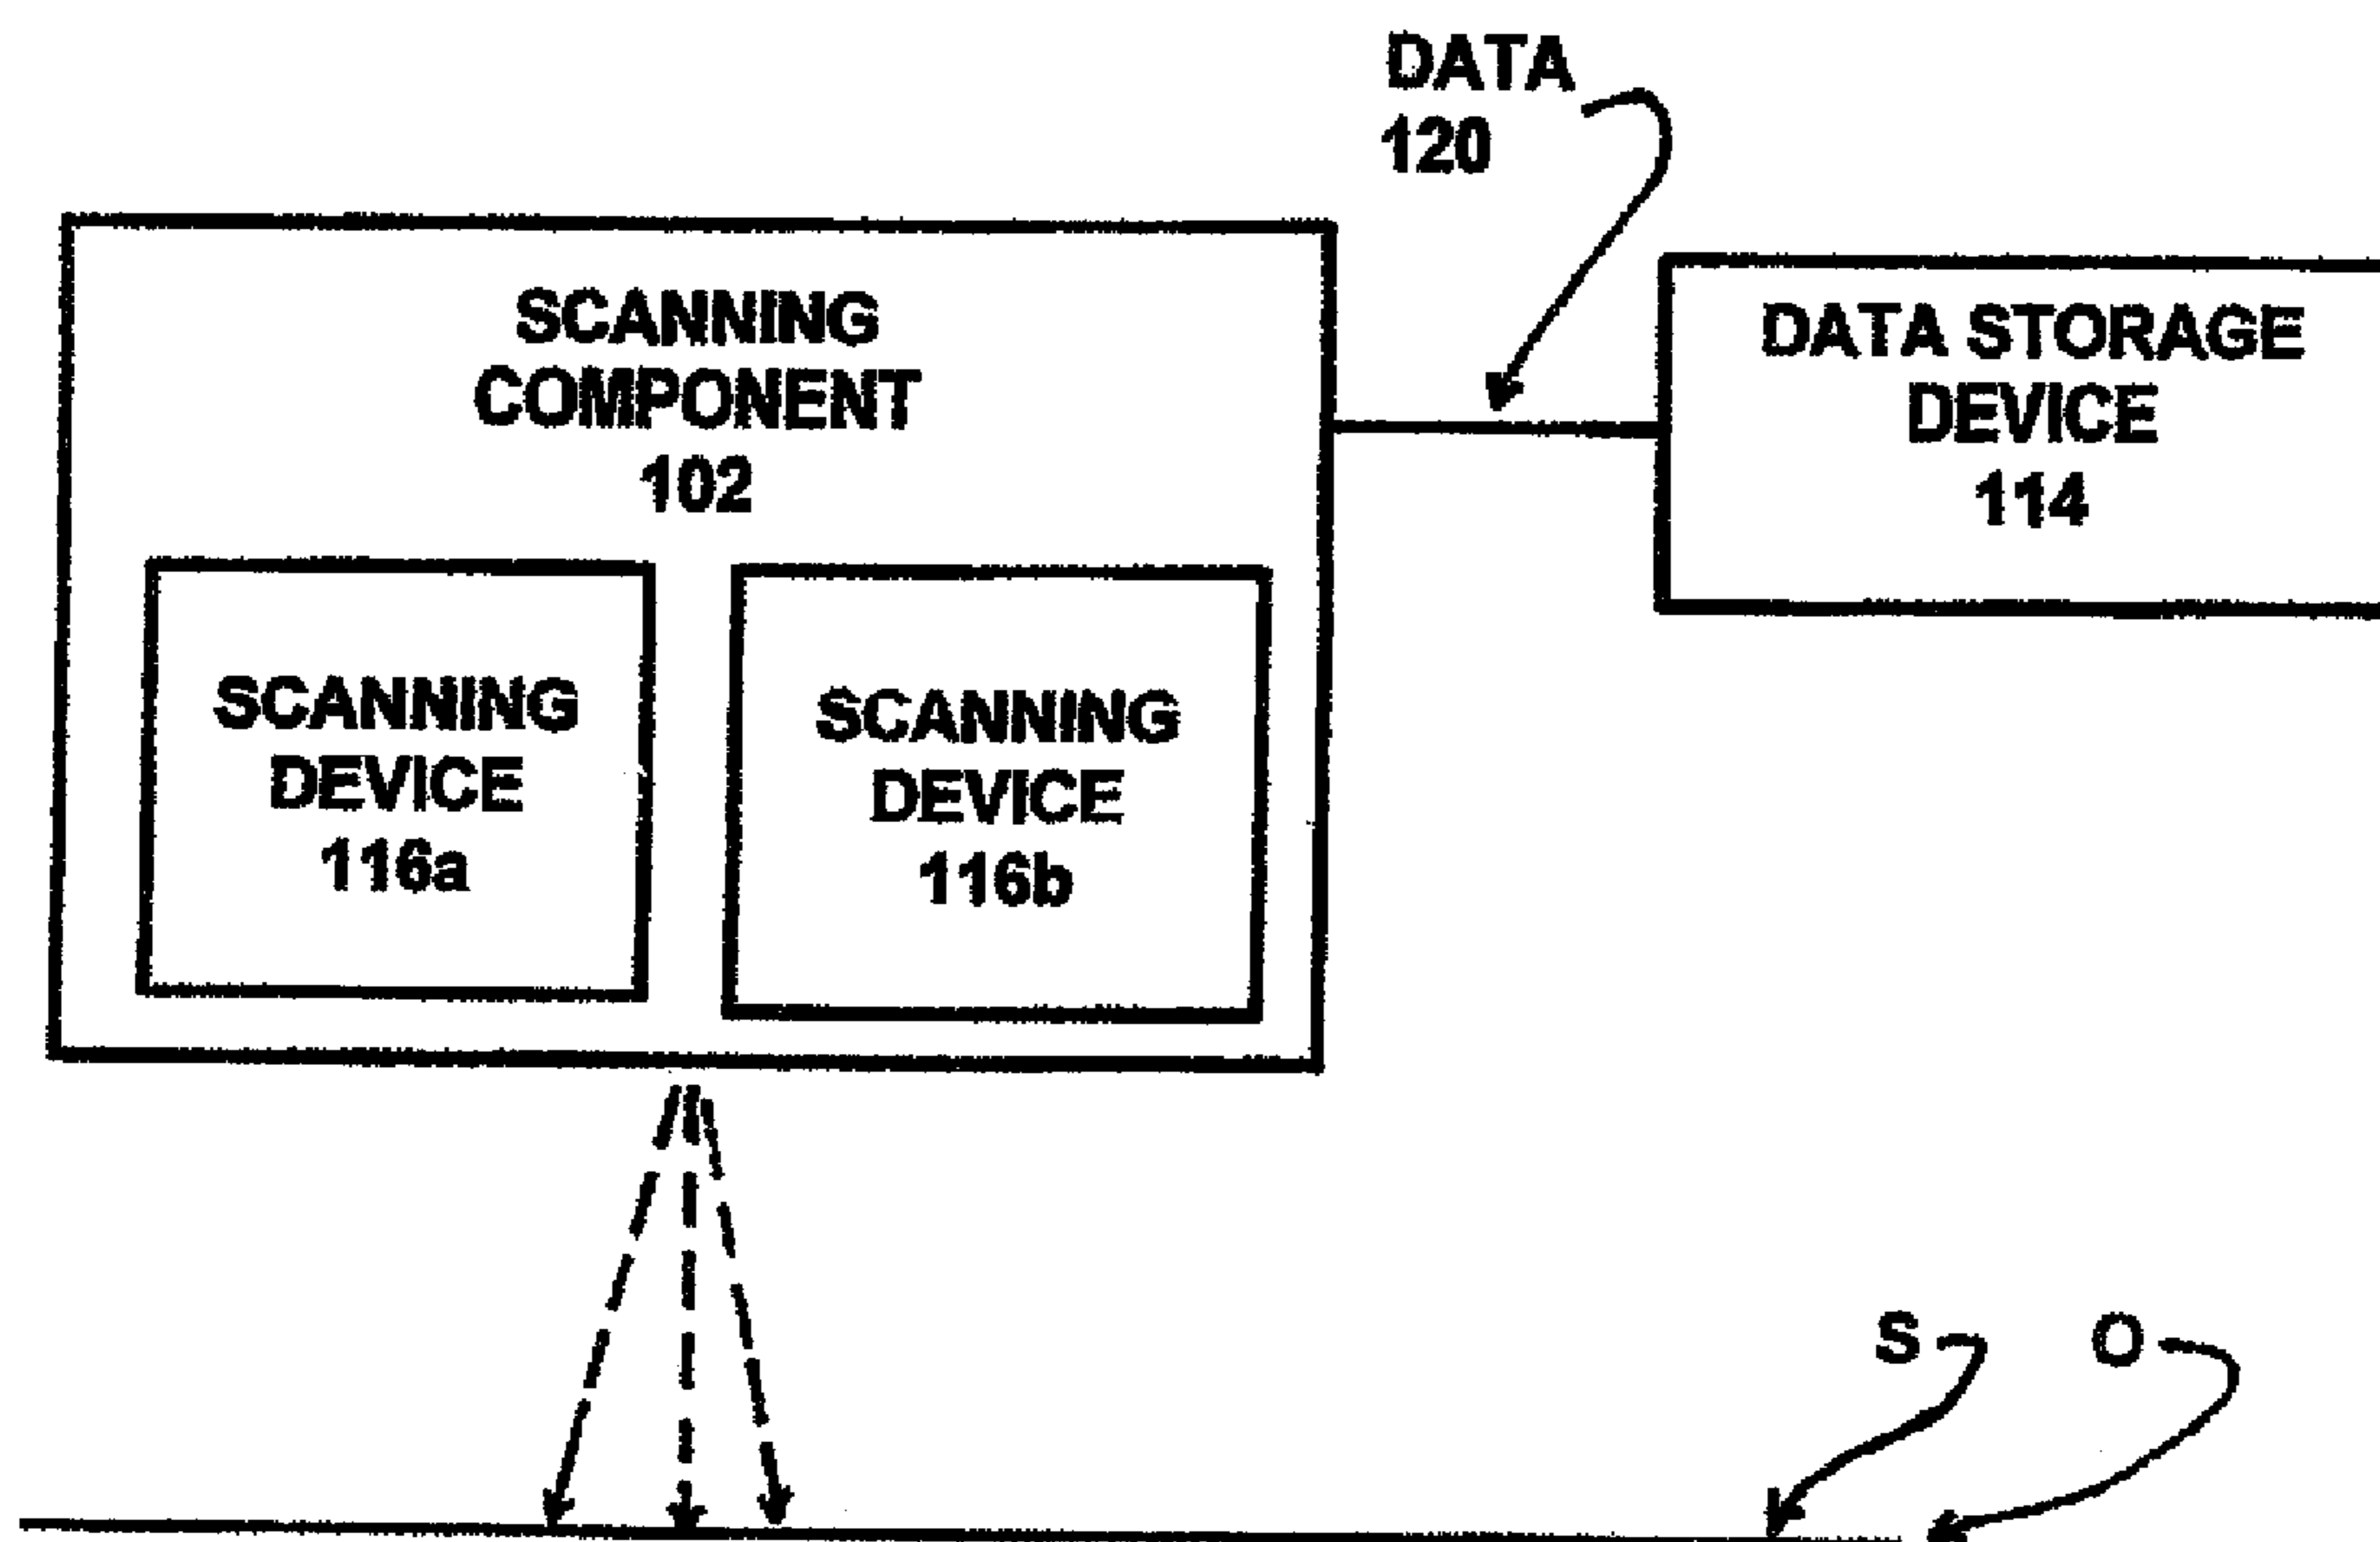 DATA
120
SCANNING
COMPONENT
102
DATA STORAGE
DEVICE
114
SCANNING
DEVICE
116a
SCANNING
DEVICE
116b
S
O